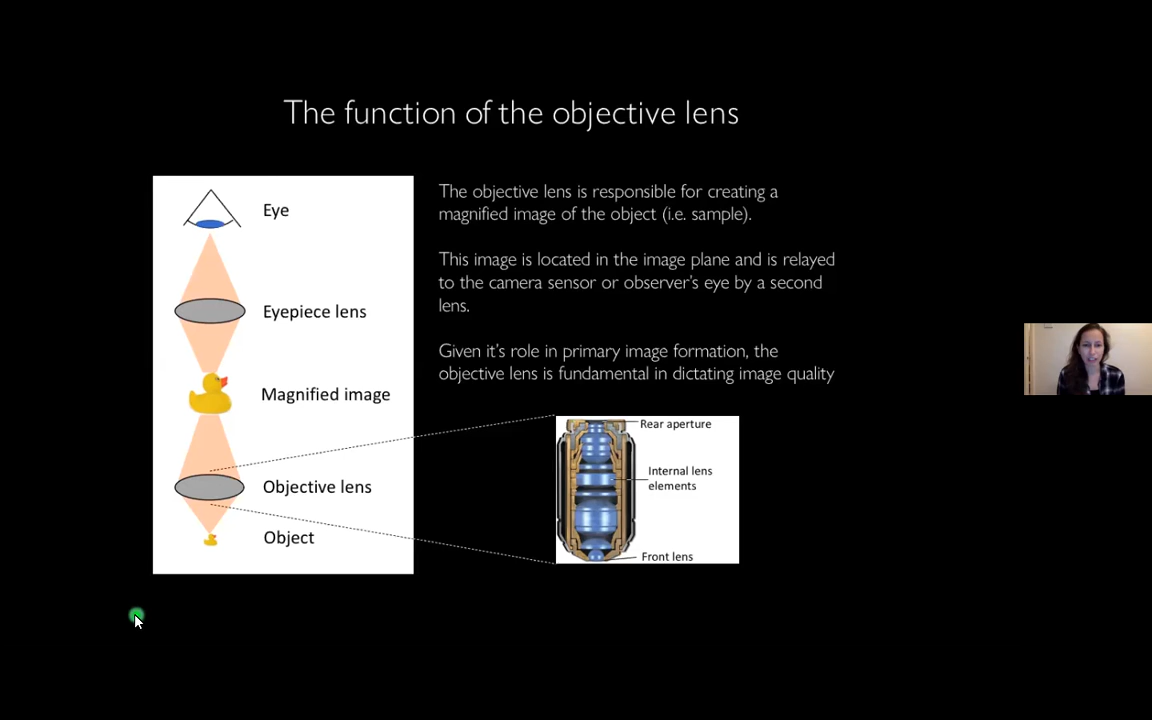 The function of the objective lens
Eye
Eyepiece lens
Magnified image
Objective lens
Object
The objective lens is responsible for creating a
magnified image of the object (i.e. sample).
This image is located in the image plane and is relayed
to the camera sensor or observer's eye by a second
lens.
Given it's role in primary image formation, the
objective lens is fundamental in dictating image quality
Rear aperture
Internal lens
elements
Front lens